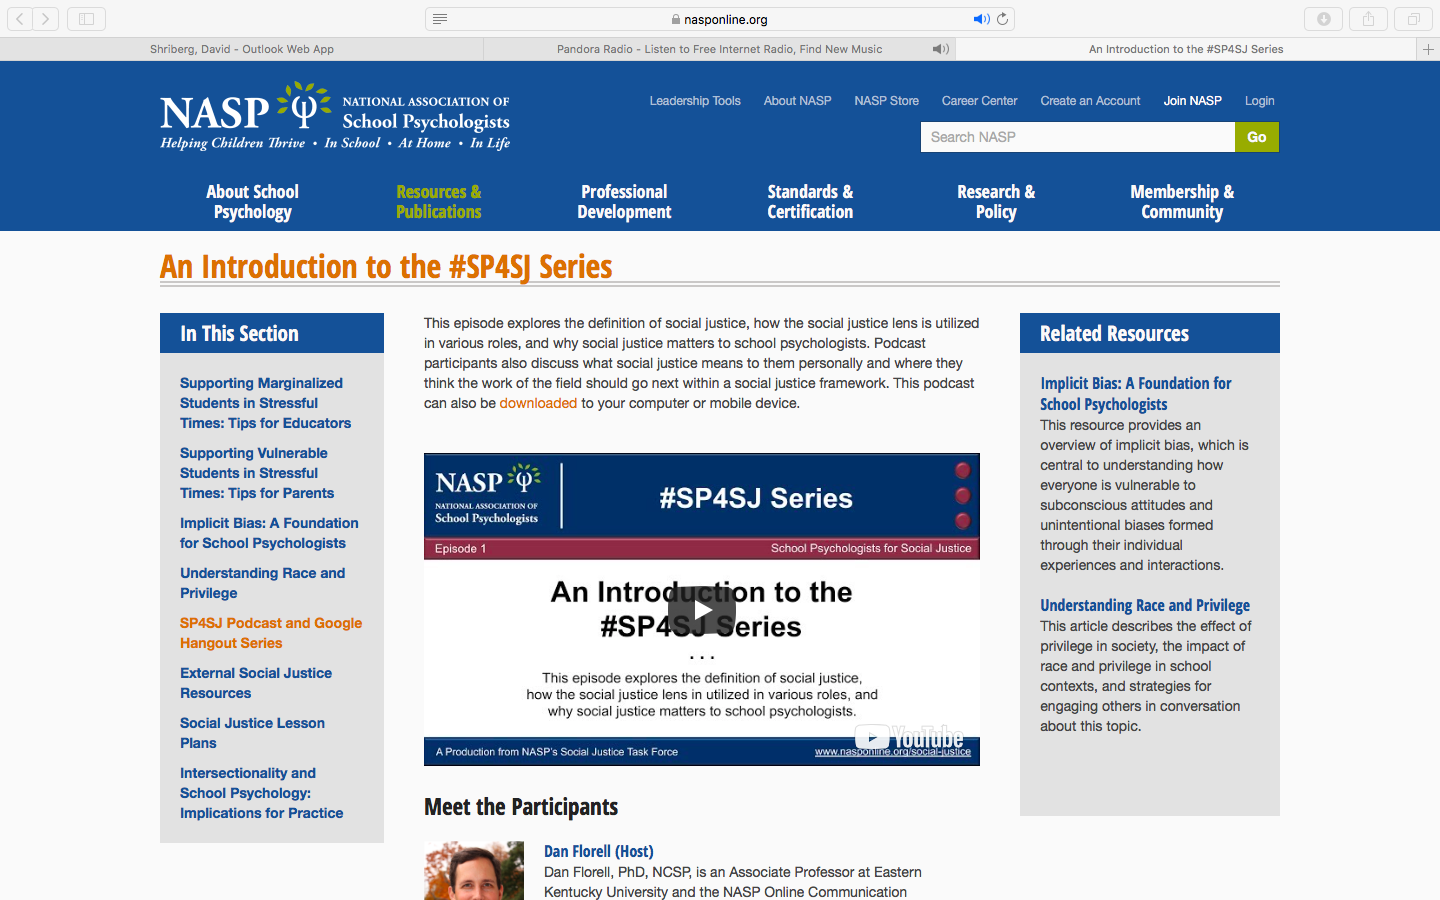 nasponline.org
Shriberg, David - Outlook Web App
Pandora Radio - Listen to Free Internet Radio, Find New Music
An Introduction to the #SP4SJ Series
NASP
NATIONAL ASSOCIATION OF
School Psychologists
Helping Children Thrive • In School • At Home • In Life
Leadership Tools
About NASP
NASP Store
Career Center
Create an Account
Join NASP
Login
Search NASP
Go
About School
Psychology
Resources &
Publications
Professional
Development
Standards &
Certification
Research &
Policy
Membership &
Community
An Introduction to the #SP4SJ Series
In This Section
Supporting Marginalized
Students in Stressful
Times: Tips for Educators
Supporting Vulnerable
Students in Stressful
Times: Tips for Parents
Implicit Bias: A Foundation
for School Psychologists
Understanding Race and
Privilege
SP4SJ Podcast and Google
Hangout Series
External Social Justice
Resources
Social Justice Lesson
Plans
Intersectionality and
School Psychology:
Implications for Practice
This episode explores the definition of social justice, how the social justice lens is utilized
in various roles, and why social justice matters to school psychologists. Podcast
participants also discuss what social justice means to them personally and where they
think the work of the field should go next within a social justice framework. This podcast
can also be downloaded to your computer or mobile device.
NASP
NATIONAL ASSOCIATION OF
School Psychologists
#SP4SJ Series
Episode 1
School Psychologists for Social Justice
An Introduction to the
#SP4SJ Series
. . .
This episode explores the definition of social justice,
how the social justice lens in utilized in various roles, and
why social justice matters to school psychologists.
YouTube
A Production from NASP's Social Justice Task Force
www.nasponline.org/social-justice
Meet the Participants
Dan Florell (Host)
Dan Florell, PhD, NCSP, is an Associate Professor at Eastern
Kentucky University and the NASP Online Communication
Related Resources
Implicit Bias: A Foundation for
School Psychologists
This resource provides an
overview of implicit bias, which is
central to understanding how
everyone is vulnerable to
subconscious attitudes and
unintentional biases formed
through their individual
experiences and interactions.
Understanding Race and Privilege
This article describes the effect of
privilege in society, the impact of
race and privilege in school
contexts, and strategies for
engaging others in conversation
about this topic.